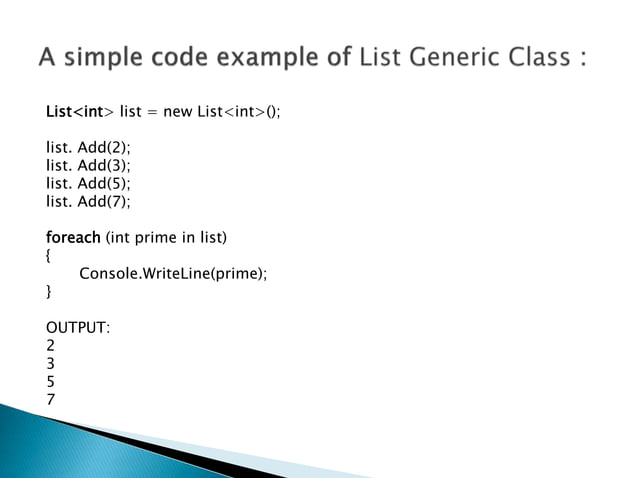 A simple code example of List Generic Class :
List<int> list = new List<int>();
list. Add(2);
list. Add(3);
list. Add(5);
list. Add(7);
foreach (int prime in list)
{
Console.WriteLine(prime);
}
OUTPUT:
2
3
5
7